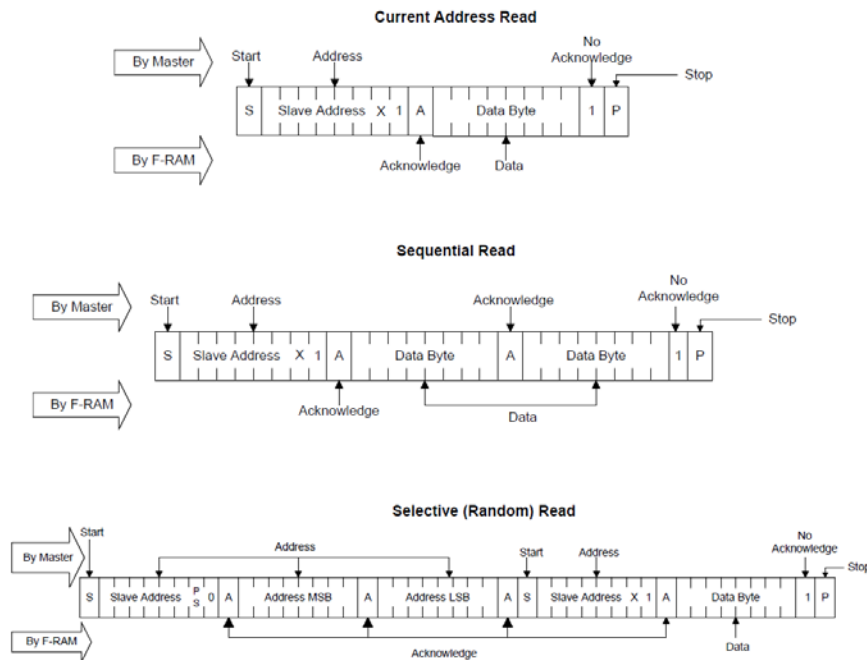 Current Address Read
By Master
Start
Address
No
Acknowledge
Stop
S Slave Address X 1 A Data Byte 1 P
By F-RAM
Acknowledge
Data
Sequential Read
By Master
Start
Address
Acknowledge
No
Acknowledge
Stop
S Slave Address X 1 A Data Byte A Data Byte 1 P
By F-RAM
Acknowledge
Data
Selective (Random) Read
By Master
Start
Address
Start
Address
No
Acknowledge
Stop
S Slave Address PS 0 A Address MSB A Address LSB A S Slave Address X 1 A Data Byte 1 P
By F-RAM
Acknowledge
Data